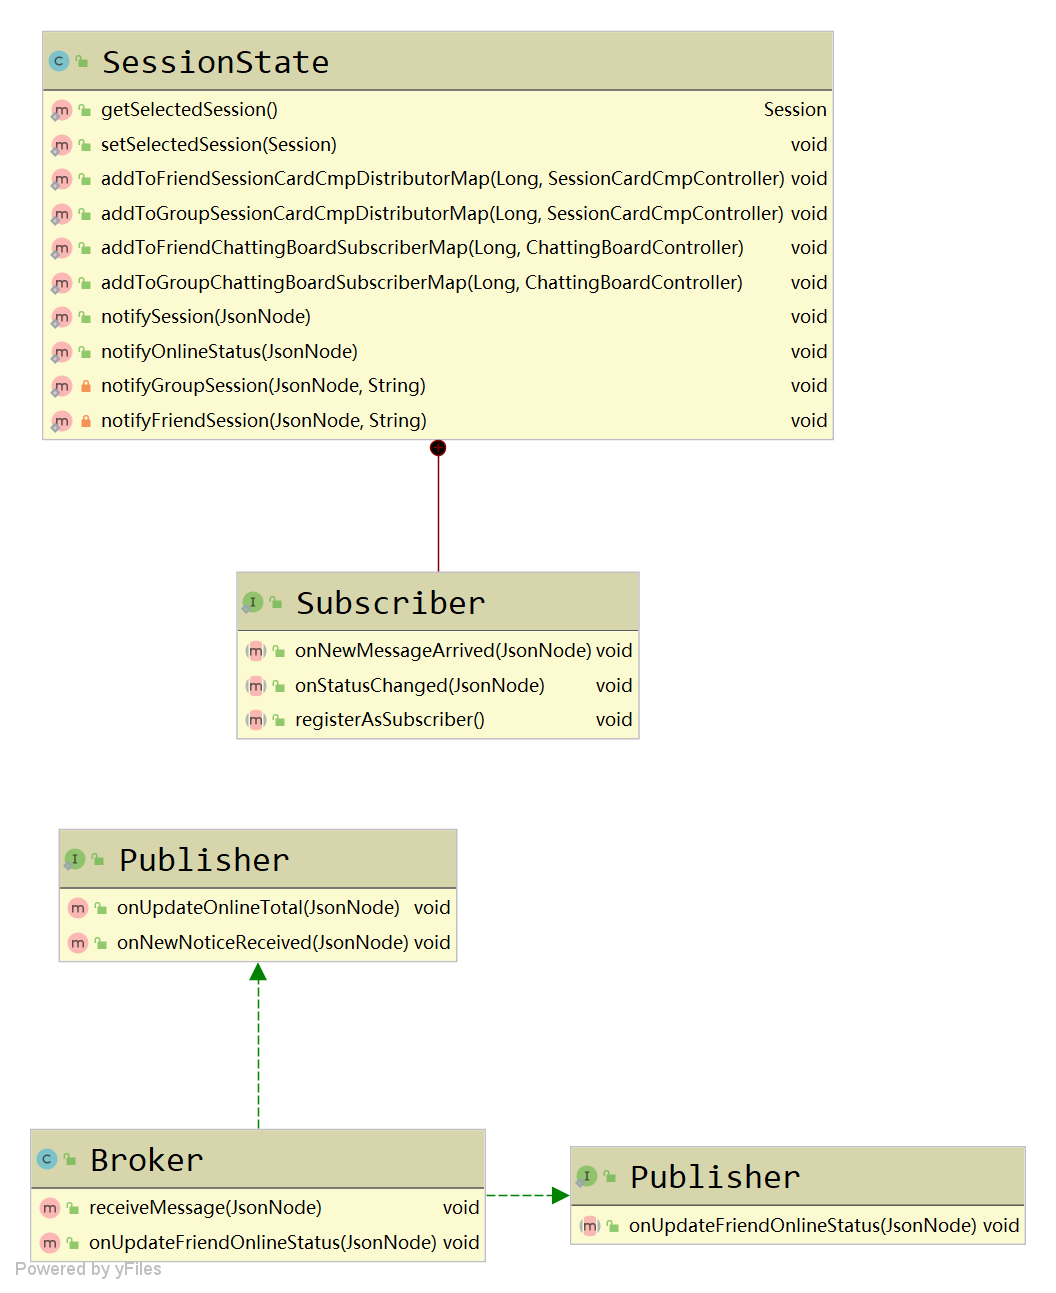 SessionState
getSelectedSession() Session
setSelectedSession(Session) void
addToFriendSessionCardCmpDistributorMap(Long, SessionCardCmpController) void
addToGroupSessionCardCmpDistributorMap(Long, SessionCardCmpController) void
addToFriendChattingBoardSubscriberMap(Long, ChattingBoardController) void
addToGroupChattingBoardSubscriberMap(Long, ChattingBoardController) void
notifySession(JsonNode) void
notifyOnlineStatus(JsonNode) void
notifyGroupSession(JsonNode, String) void
notifyFriendSession(JsonNode, String) void
Subscriber
onNewMessageArrived(JsonNode) void
onStatusChanged(JsonNode) void
registerAsSubscriber() void
Publisher
onUpdateOnlineTotal(JsonNode) void
onNewNoticeReceived(JsonNode) void
Broker
receiveMessage(JsonNode) void
onUpdateFriendOnlineStatus(JsonNode) void
Publisher
onUpdateFriendOnlineStatus(JsonNode) void
Powered by yFiles